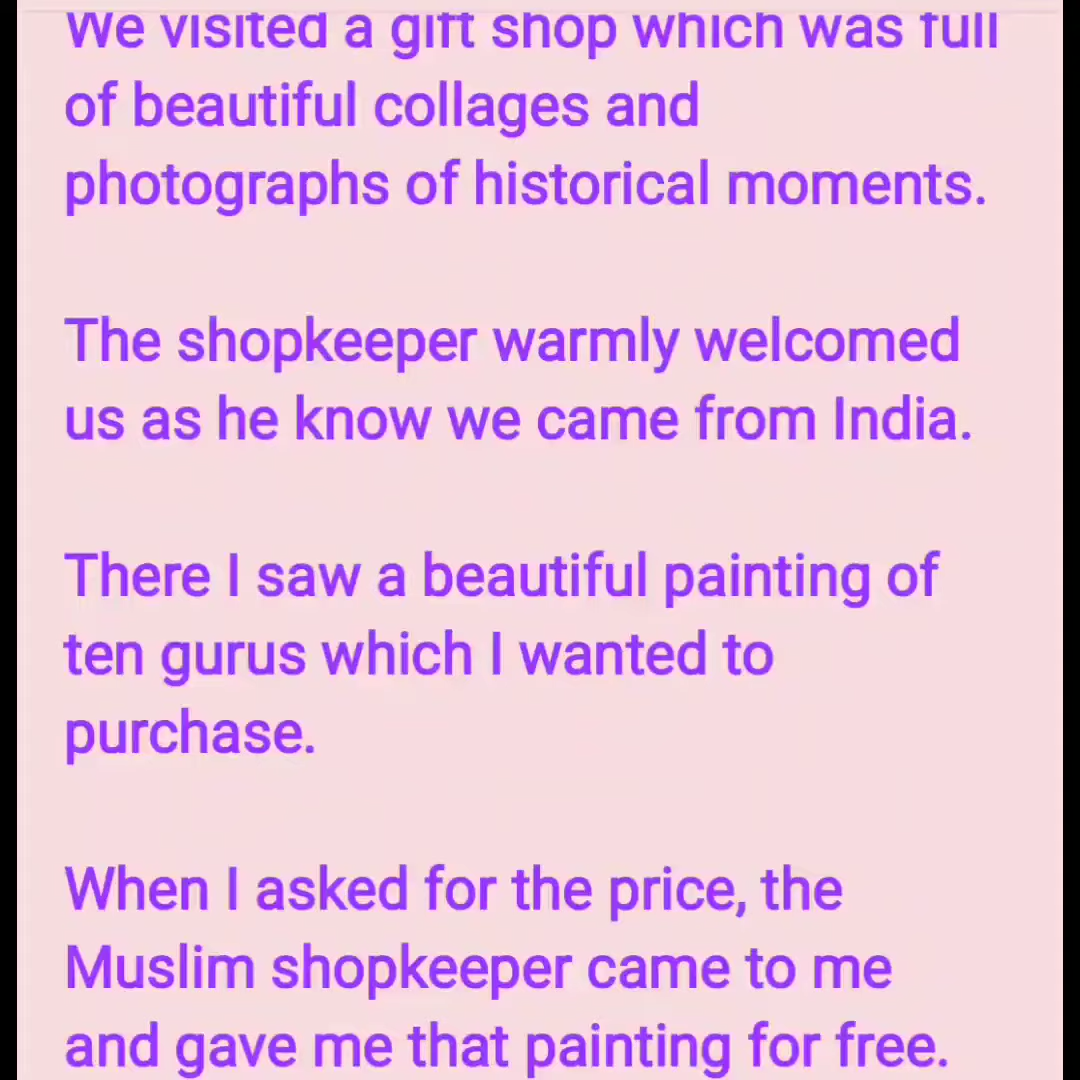 We visited a gift shop which was full
of beautiful collages and
photographs of historical moments.
The shopkeeper warmly welcomed
us as he know we came from India.
There I saw a beautiful painting of
ten gurus which I wanted to
purchase.
When I asked for the price, the
Muslim shopkeeper came to me
and gave me that painting for free.